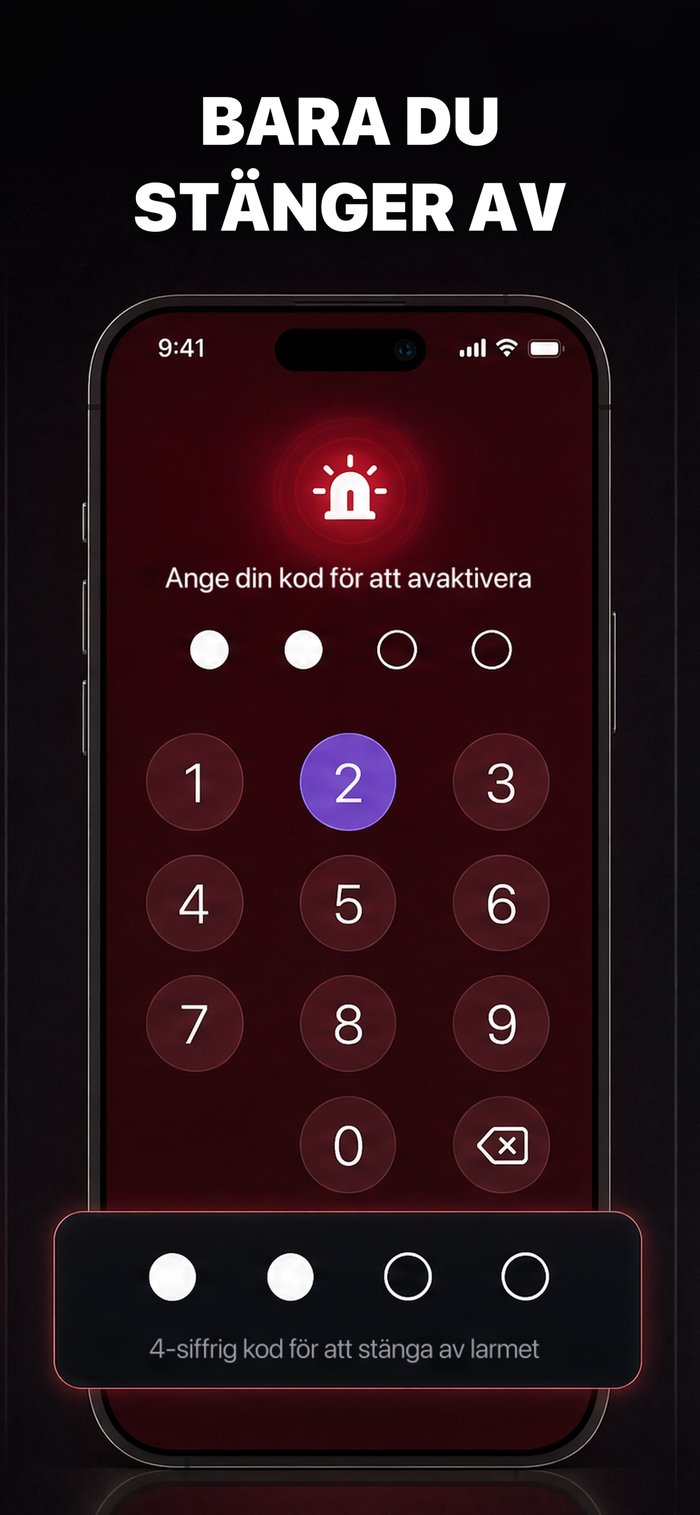 BARA DU
STÄNGER AV
9:41
Ange din kod för att avaktivera
1 2 3
4 5 6
7 8 9
0
4-siffrig kod för att stänga av larmet